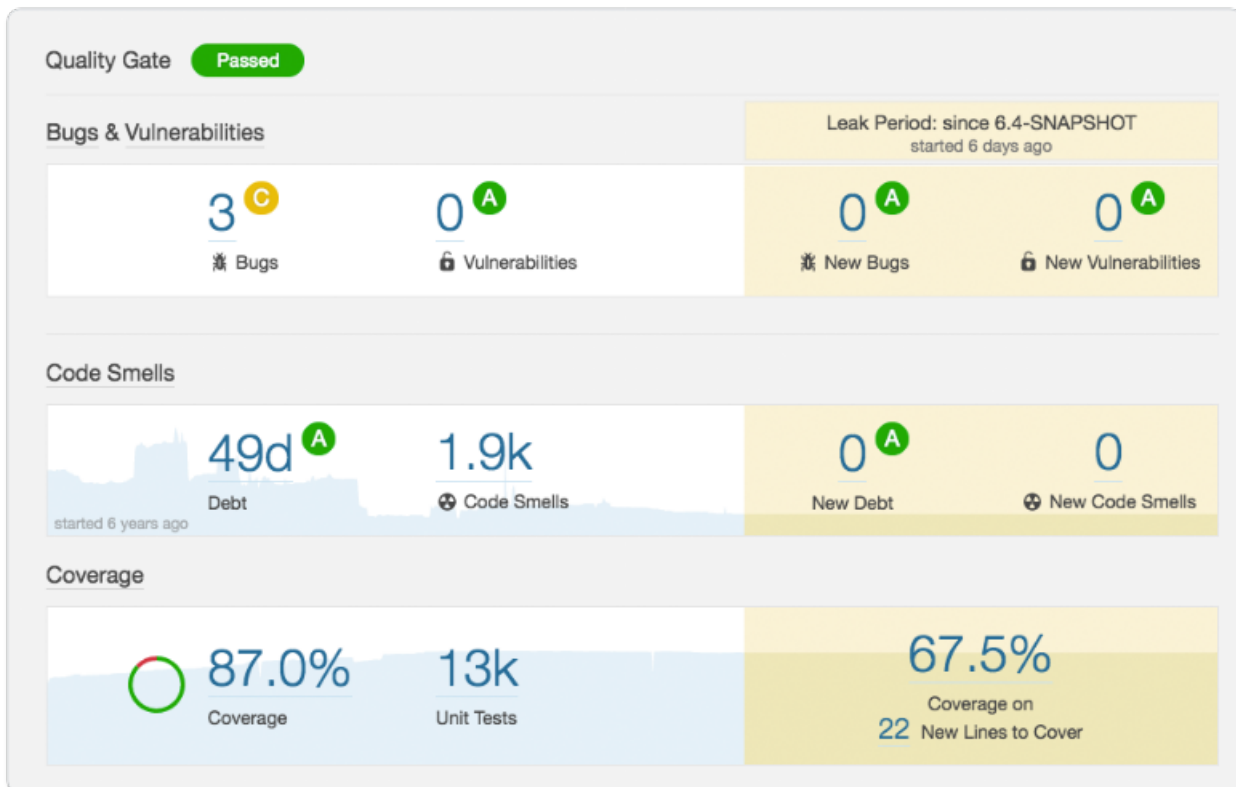 Quality Gate Passed
Bugs & Vulnerabilities
Leak Period: since 6.4-SNAPSHOT
started 6 days ago
3 C 0 A 0 A 0 A
Bugs Vulnerabilities New Bugs New Vulnerabilities
Code Smells
49d A 1.9k 0 A 0
Debt Code Smells New Debt New Code Smells
started 6 years ago
Coverage
87.0% 13k 67.5%
Coverage Unit Tests Coverage on
22 New Lines to Cover